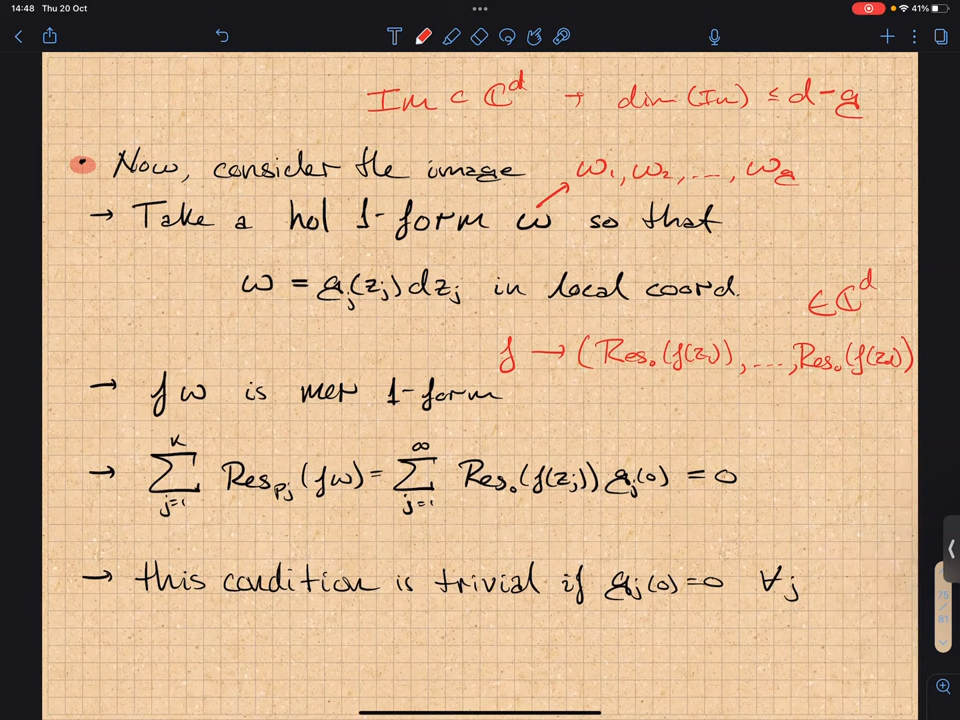 14:48 Thu 20 Oct
41%
Im ⊂ ℂ^d → dim (Im) ≤ d - g
• Now, consider the image ω₁, ω₂, ..., ω_g
→ Take a hol 1-form ω so that
ω = g_j(z_j) dz_j in local coord.
∈ ℂ^d
f → (Res₀(f(z₁)), ..., Res₀(f(z_d))
→ f ω is mer 1-form
→ ∑_{j=1}^{K} Res_{P_j} (fω) = ∑_{j=1}^{∞} Res₀(f(z_j)) g_j(0) = 0
→ this condition is trivial if g_j(0) = 0 ∀j
75
/
81